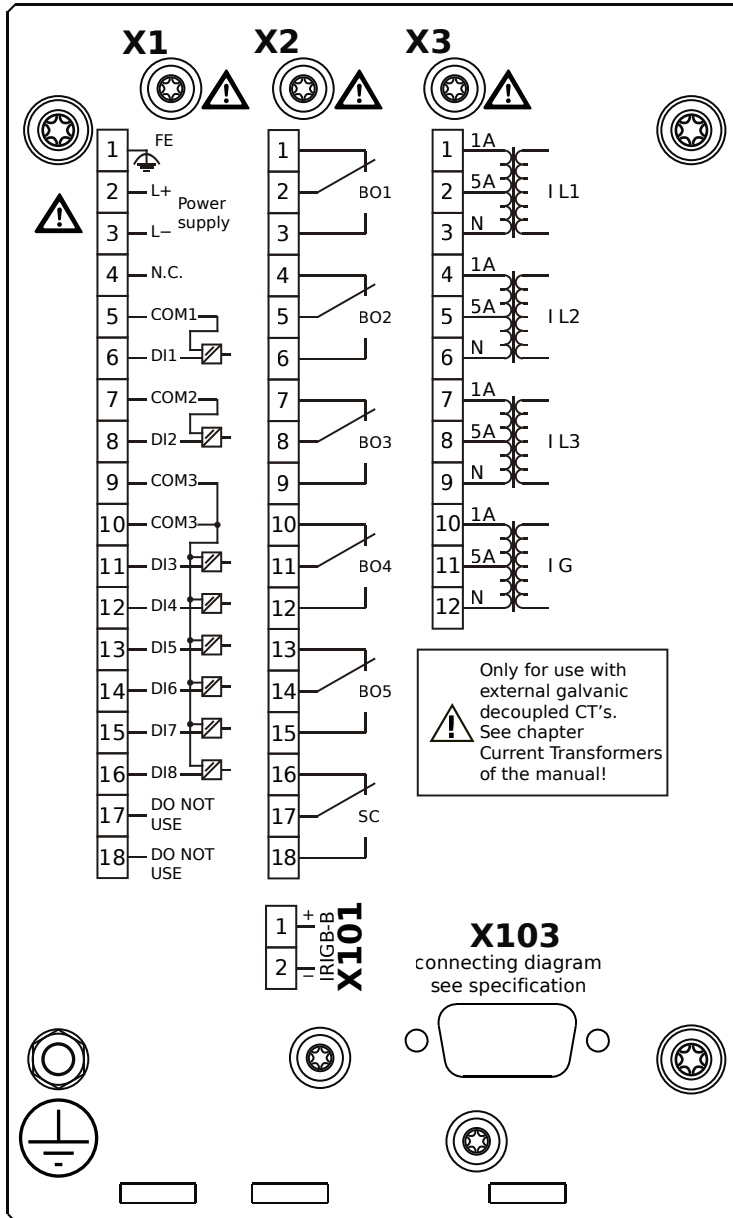 X1 X2 X3
1 FE
2 L+
3 L−
Power
supply
4 N.C.
5 COM1
6 DI1
7 COM2
8 DI2
9 COM3
10 COM3
11 DI3
12 DI4
13 DI5
14 DI6
15 DI7
16 DI8
17 DO NOT
USE
18 DO NOT
USE
1
2 BO1
3
4
5 BO2
6
7
8 BO3
9
10
11 BO4
12
13
14 BO5
15
16
17 SC
18
1 1A
2 5A I L1
3 N
4 1A
5 5A I L2
6 N
7 1A
8 5A I L3
9 N
10 1A
11 5A I G
12 N
Only for use with
external galvanic
decoupled CT’s.
See chapter
Current Transformers
of the manual!
1 +
2 −
IRIGB-B
X101
X103
connecting diagram
see specification